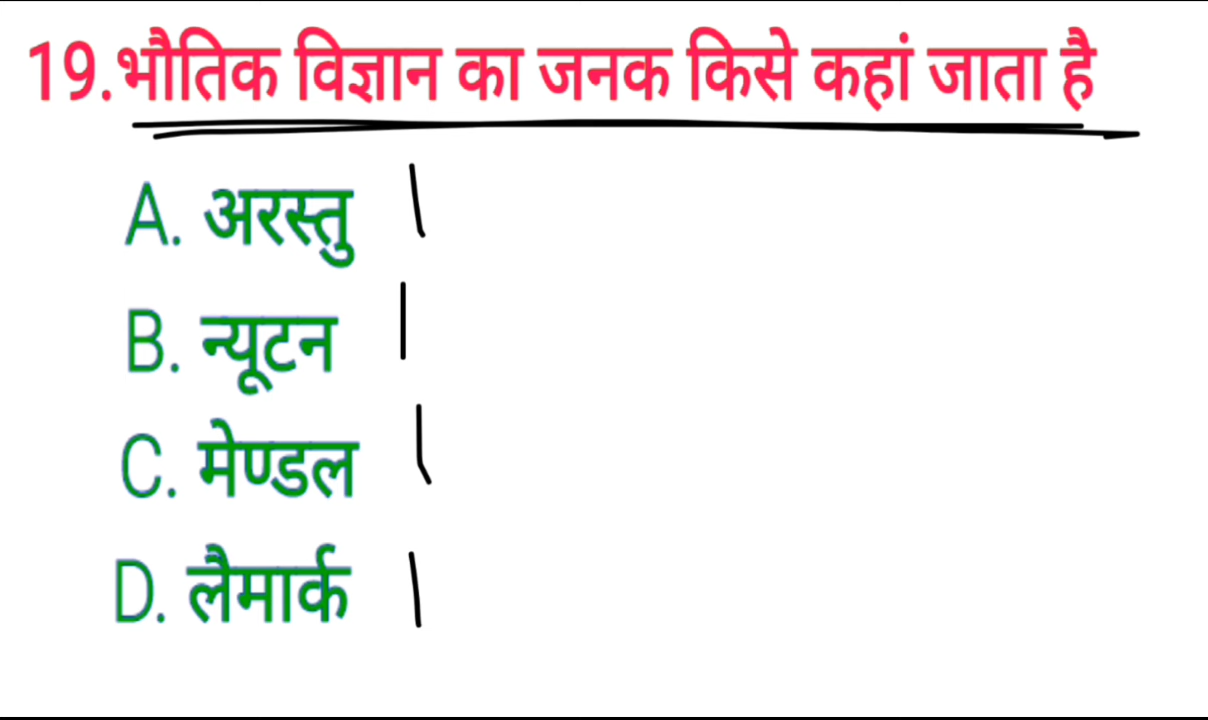 19.भौतिक विज्ञान का जनक किसे कहां जाता है
A. अरस्तु
B. न्यूटन
C. मेण्डल
D. लैमार्क